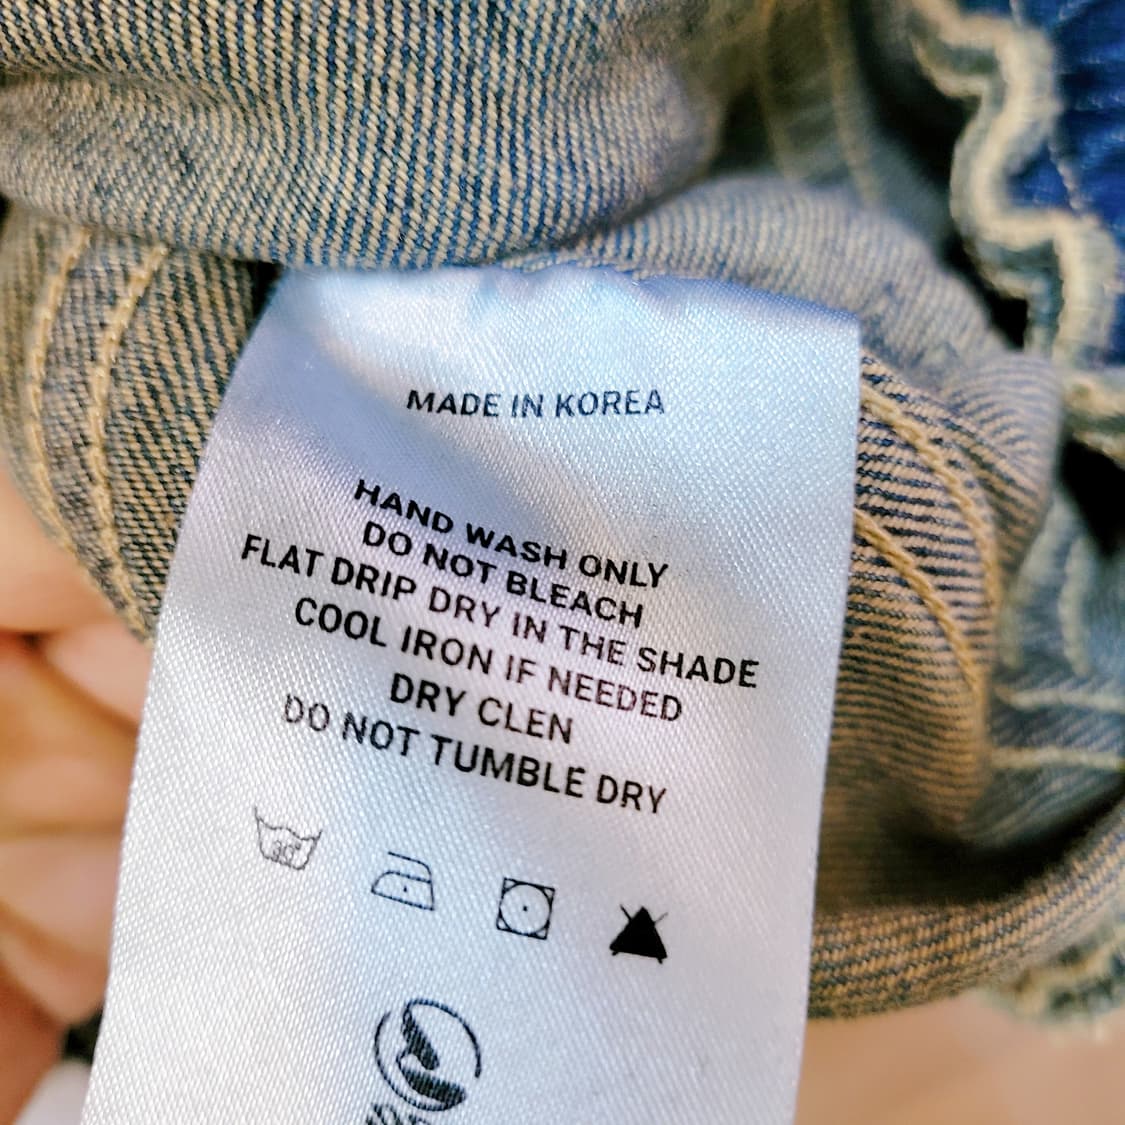 MADE IN KOREA
HAND WASH ONLY
DO NOT BLEACH
FLAT DRIP DRY IN THE SHADE
COOL IRON IF NEEDED
DRY CLEN
DO NOT TUMBLE DRY
30°